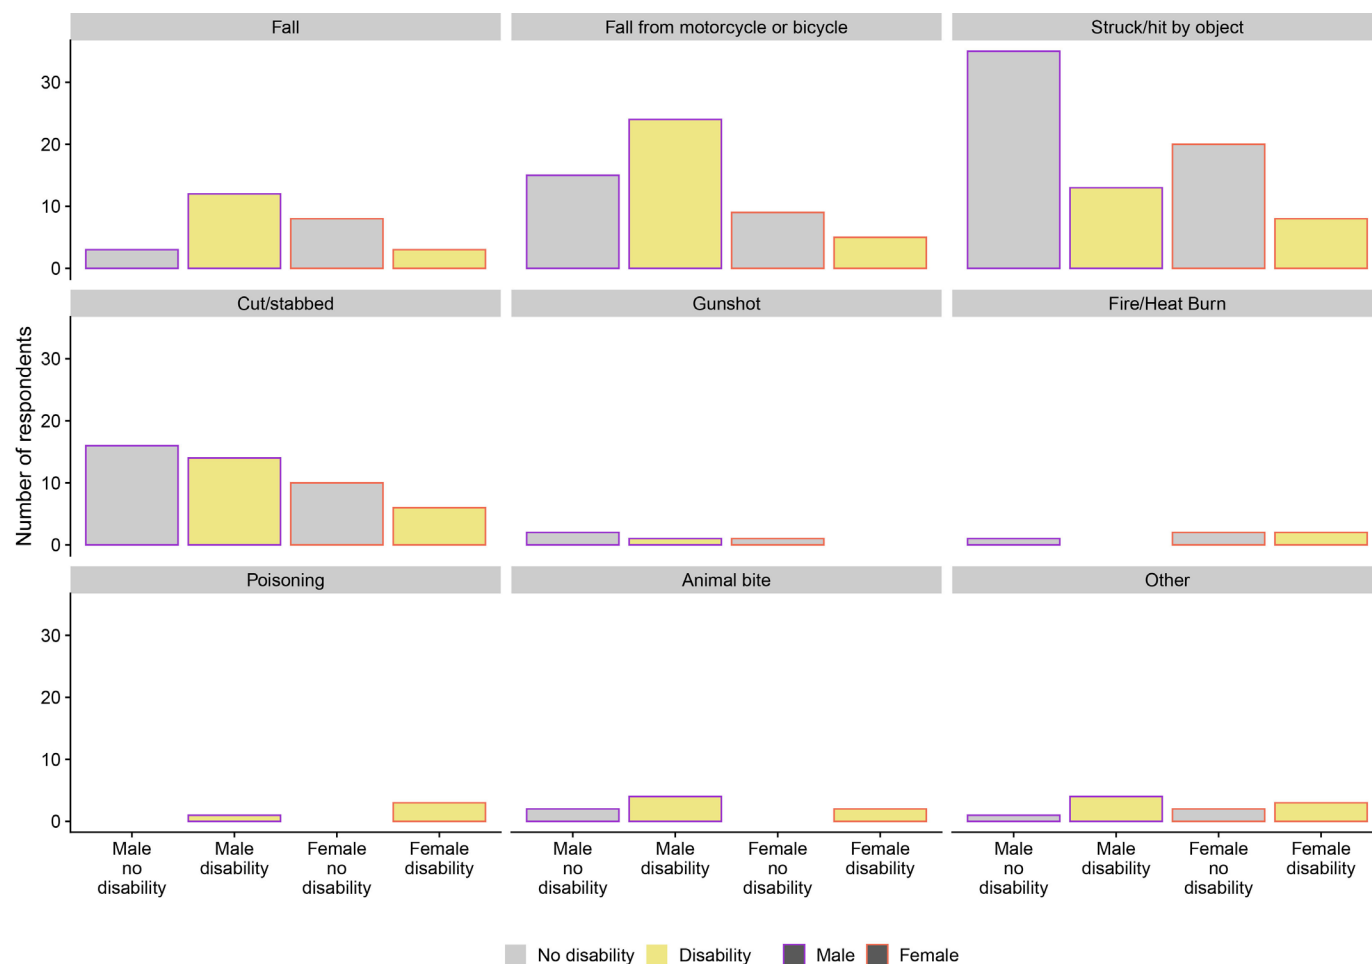 Fall
Fall from motorcycle or bicycle
Struck/hit by object
30
20
10
0
Cut/stabbed
Gunshot
Fire/Heat Burn
Number of respondents
30
20
10
0
Poisoning
Animal bite
Other
30
20
10
0
Male
no
disability
Male
disability
Female
no
disability
Female
disability
Male
no
disability
Male
disability
Female
no
disability
Female
disability
Male
no
disability
Male
disability
Female
no
disability
Female
disability
No disability
Disability
Male
Female